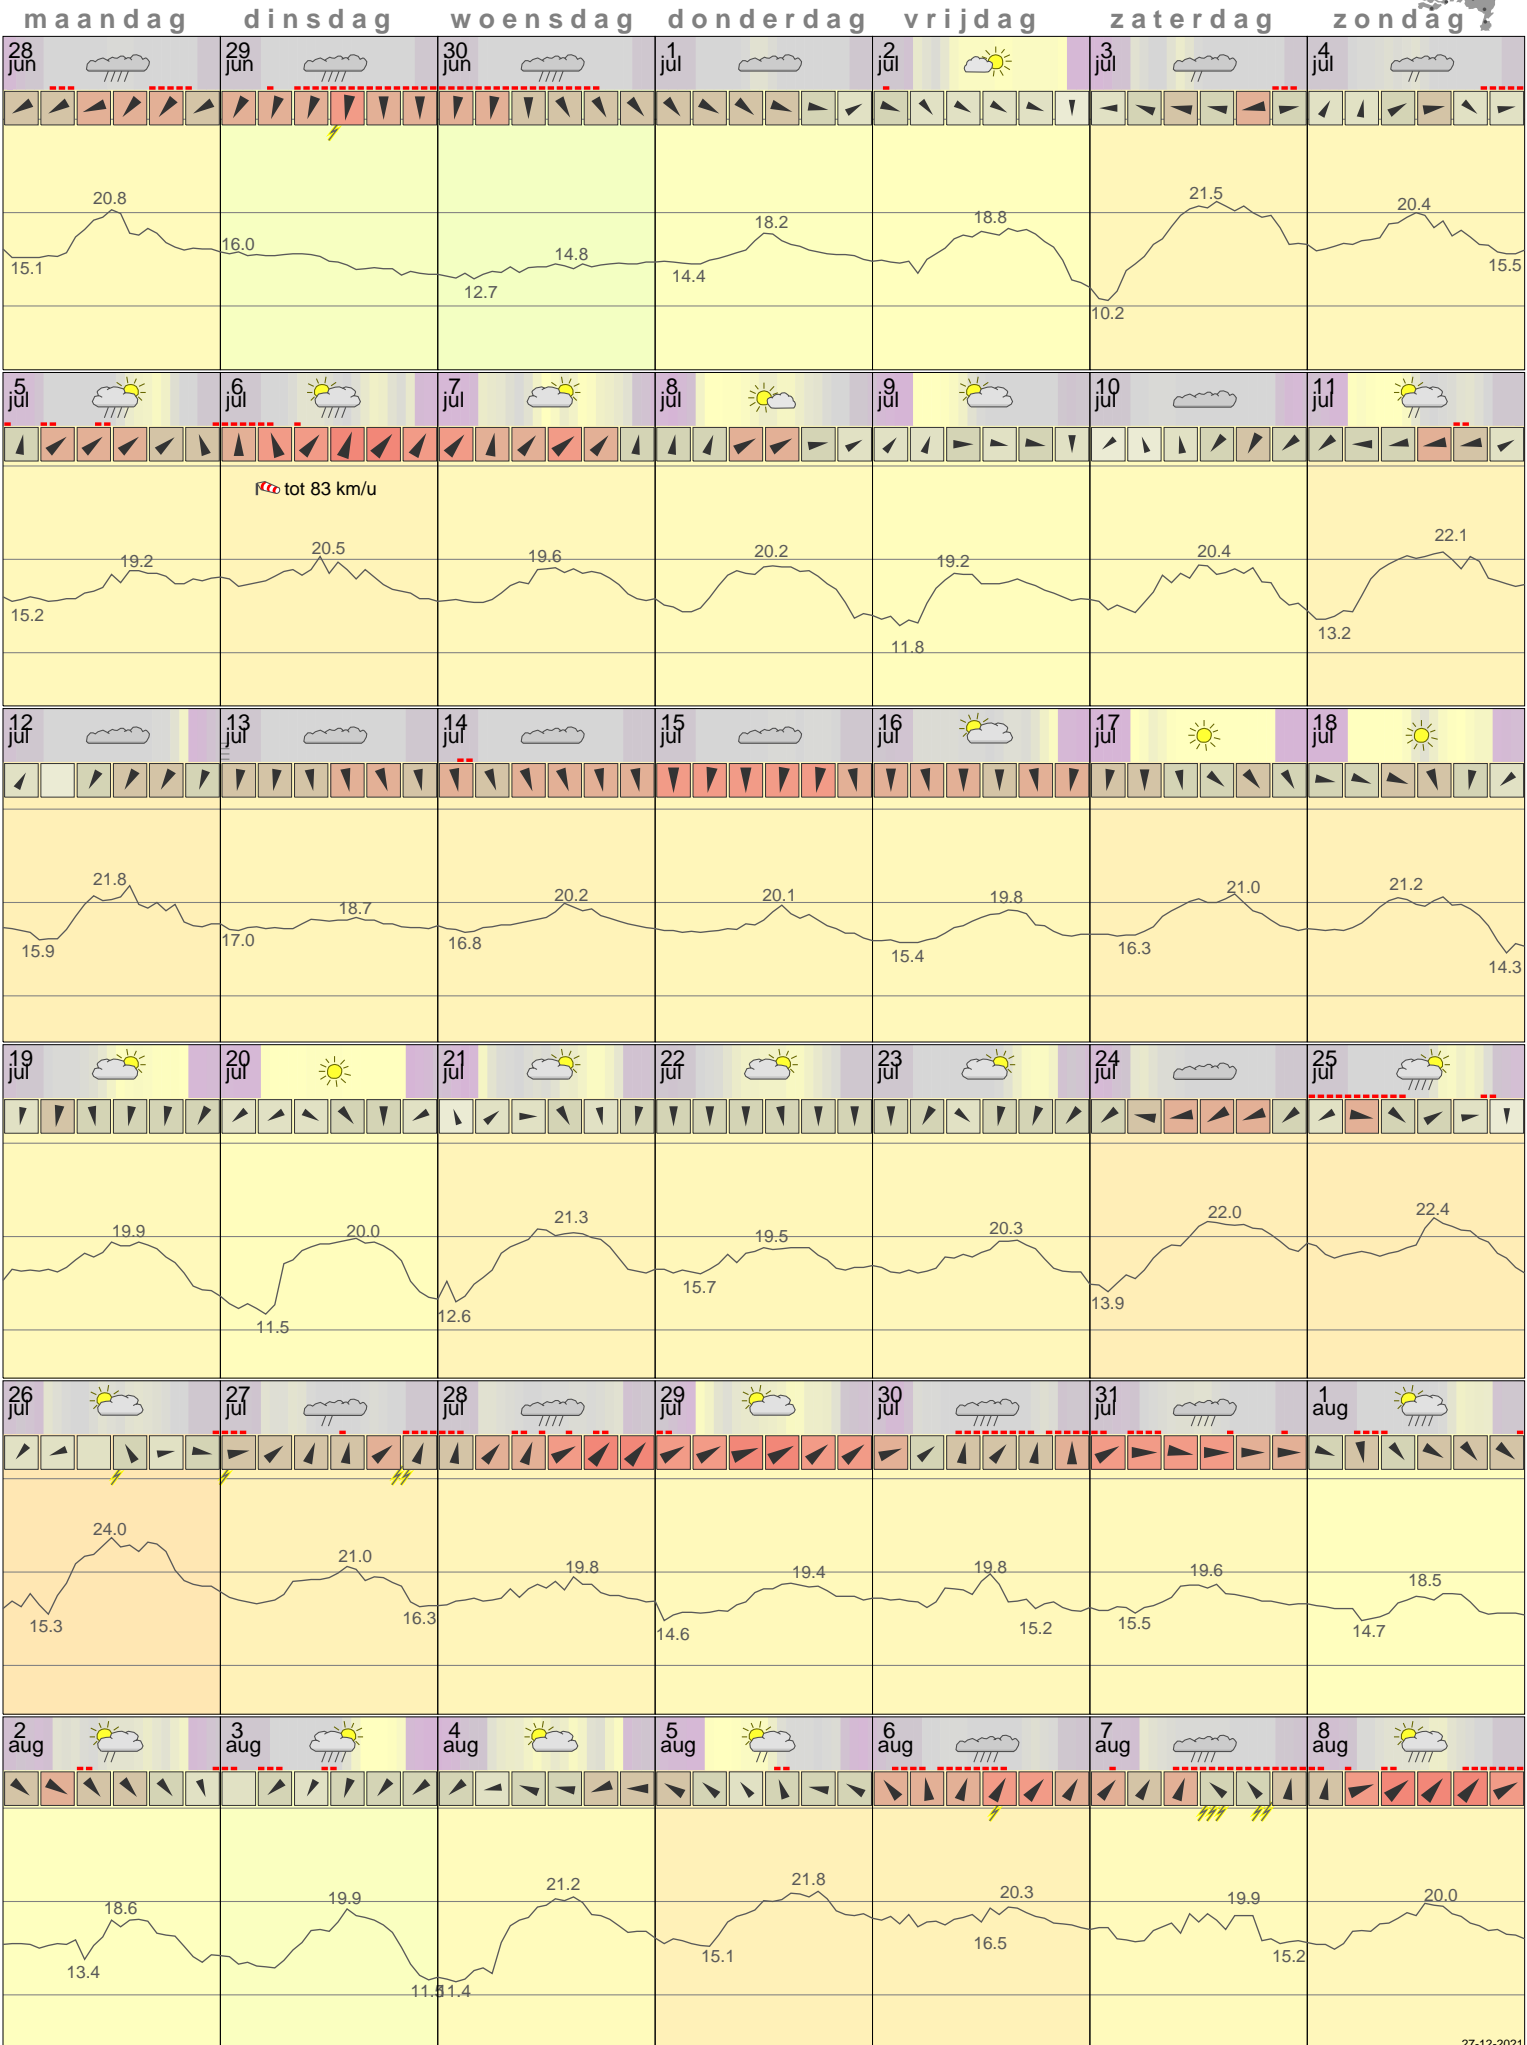 maandag dinsdag woensdag donderdag vrijdag zaterdag zondag
28 29 30 1 2 3 4
jun jun jun jul jul jul jul
20.8 16.0 14.8 18.2 18.8 21.5 20.4
15.1 12.7 14.4 10.2 15.5
5 6 7 8 9 10 11
jul jul jul jul jul jul jul
tot 83 km/u
19.2 20.5 19.6 20.2 19.2 20.4 22.1
15.2 11.8 13.2
12 13 14 15 16 17 18
jul jul jul jul jul jul jul
21.8 18.7 20.2 20.1 19.8 21.0 21.2
15.9 17.0 16.8 15.4 16.3 14.3
19 20 21 22 23 24 25
jul jul jul jul jul jul jul
19.9 20.0 21.3 19.5 20.3 22.0 22.4
11.5 12.6 15.7 13.9
26 27 28 29 30 31 1
jul jul jul jul jul jul aug
24.0 21.0 19.8 19.4 19.8 19.6 18.5
15.3 16.3 14.6 15.2 15.5 14.7
2 3 4 5 6 7 8
aug aug aug aug aug aug aug
18.6 19.9 21.2 21.8 20.3 19.9 20.0
13.4 11.5 11.4 15.1 16.5 15.2
27-12-2021